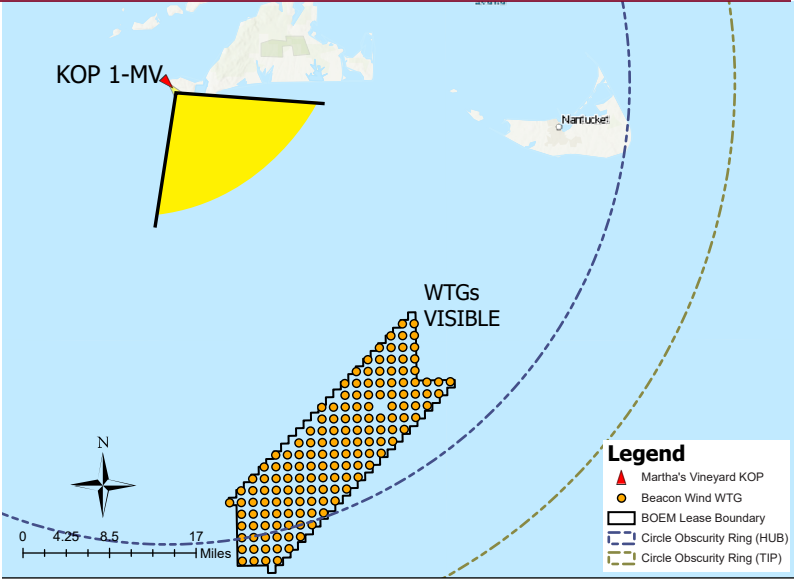 KOP 1-MV
Nantucket
WTGs
VISIBLE
N
0 4.25 8.5 17
Miles
Legend
Martha's Vineyard KOP
Beacon Wind WTG
BOEM Lease Boundary
Circle Obscurity Ring (HUB)
Circle Obscurity Ring (TIP)